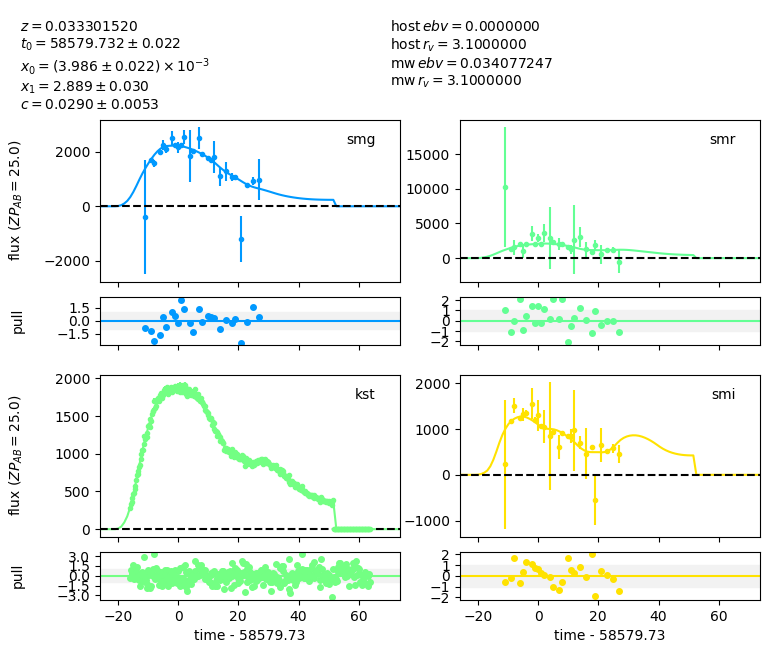 z = 0.033301520
t₀ = 58579.732 ± 0.022
x₀ = (3.986 ± 0.022) × 10⁻³
x₁ = 2.889 ± 0.030
c = 0.0290 ± 0.0053
host ebv = 0.0000000
host r_v = 3.1000000
mw ebv = 0.034077247
mw r_v = 3.1000000
smg
2000
0
−2000
flux (ZP_AB = 25.0)
smr
15000
10000
5000
0
1.5
0.0
−1.5
pull
2
1
0
−1
−2
kst
2000
1500
1000
500
0
flux (ZP_AB = 25.0)
smi
2000
1000
0
−1000
3.0
1.5
0.0
−1.5
−3.0
pull
2
1
0
−1
−2
−20 0 20 40 60
time - 58579.73
−20 0 20 40 60
time - 58579.73